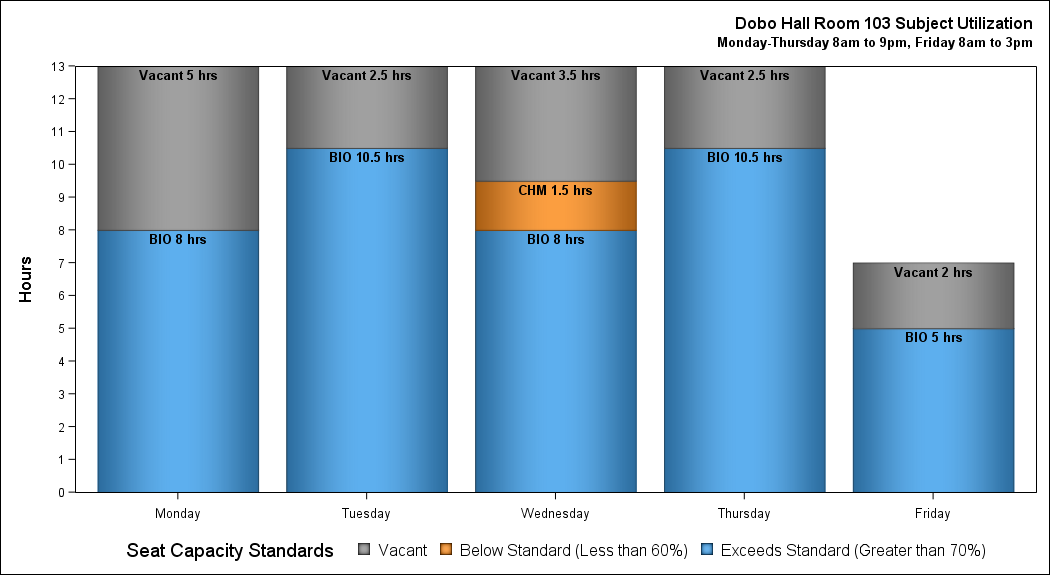 Dobo Hall Room 103 Subject Utilization
Monday-Thursday 8am to 9pm, Friday 8am to 3pm
Hours
13
12
11
10
9
8
7
6
5
4
3
2
1
0
Vacant 5 hrs
BIO 8 hrs
Vacant 2.5 hrs
BIO 10.5 hrs
Vacant 3.5 hrs
CHM 1.5 hrs
BIO 8 hrs
Vacant 2.5 hrs
BIO 10.5 hrs
Vacant 2 hrs
BIO 5 hrs
Monday Tuesday Wednesday Thursday Friday
Seat Capacity Standards Vacant Below Standard (Less than 60%) Exceeds Standard (Greater than 70%)